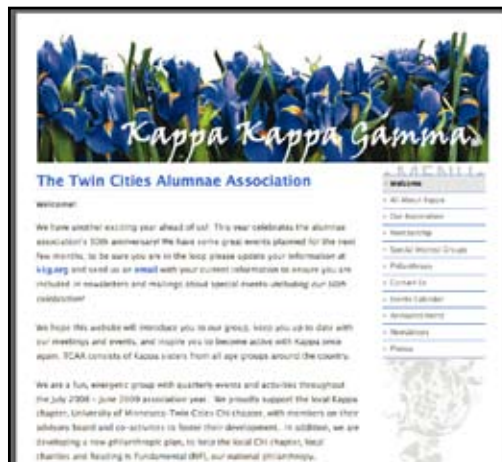 Kappa Kappa Gamma
The Twin Cities Alumnae Association
MENU
Welcome!
We have another exciting year ahead of us! This year celebrates the alumnae
association's 50th anniversary! We have some great events planned for the next
few months, to be sure you are in the loop please update your information at
kkg.org and send us an email with your current information to ensure you are
included in newsletters and mailings about special events including our 50th
celebration!
We hope this website will introduce you to our group, keep you up to date with
our meetings and events, and inspire you to become active with Kappa once
again. TCAA consists of Kappa sisters from all age groups around the country.
We are a fun, energetic group with quarterly events and activities throughout
the July 2008 - June 2009 association year. We proudly support the local Kappa
chapter, University of Minnesota-Twin Cities Chi chapter, with members on their
advisory board and co-activities to foster their development. In addition, we are
developing a new philanthropic plan, to help the local Chi chapter, local
charities and Reading is Fundamental (RIF), our national philanthropy.
Welcome
All About Kappa
Our Association
Membership
Special Interest Groups
Philanthropy
Contact Us
Events Calendar
Announcements
Newsletters
Photos